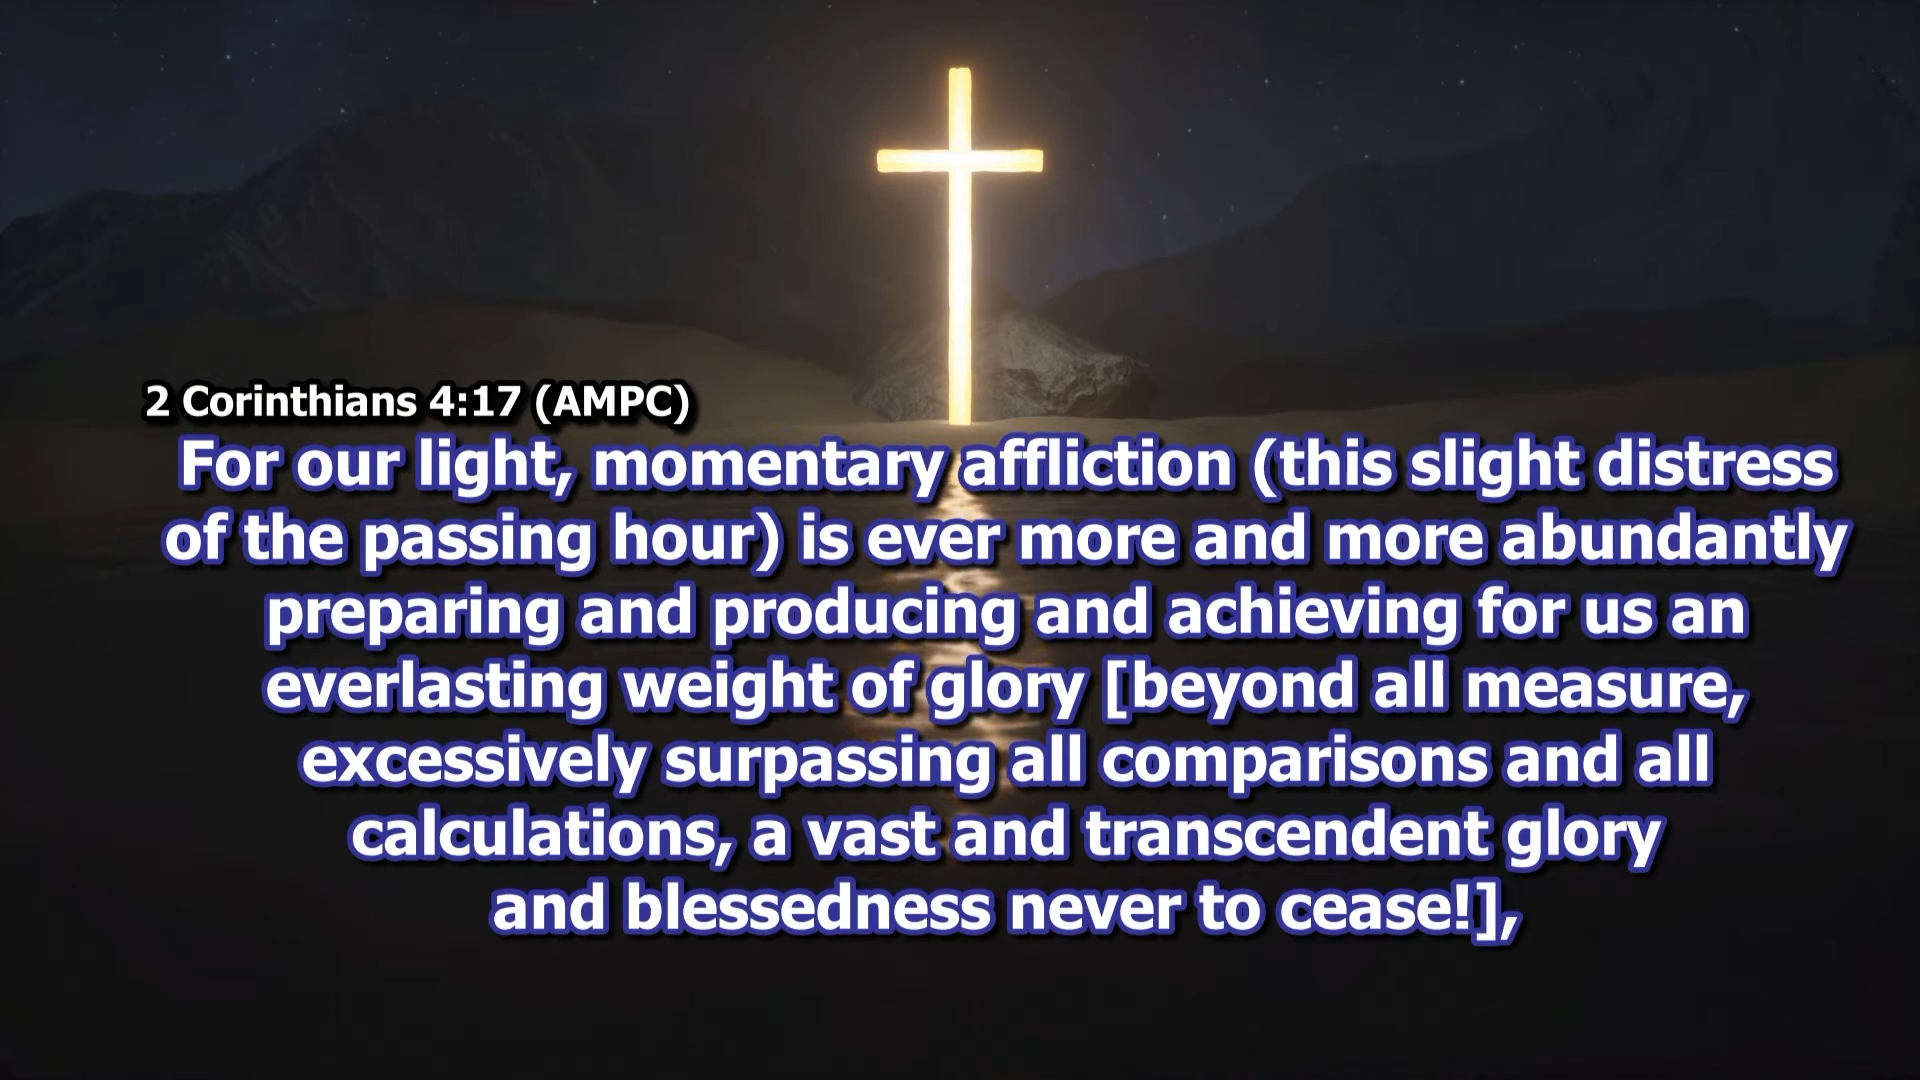 2 Corinthians 4:17 (AMPC)
For our light, momentary affliction (this slight distress
of the passing hour) is ever more and more abundantly
preparing and producing and achieving for us an
everlasting weight of glory [beyond all measure,
excessively surpassing all comparisons and all
calculations, a vast and transcendent glory
and blessedness never to cease!],